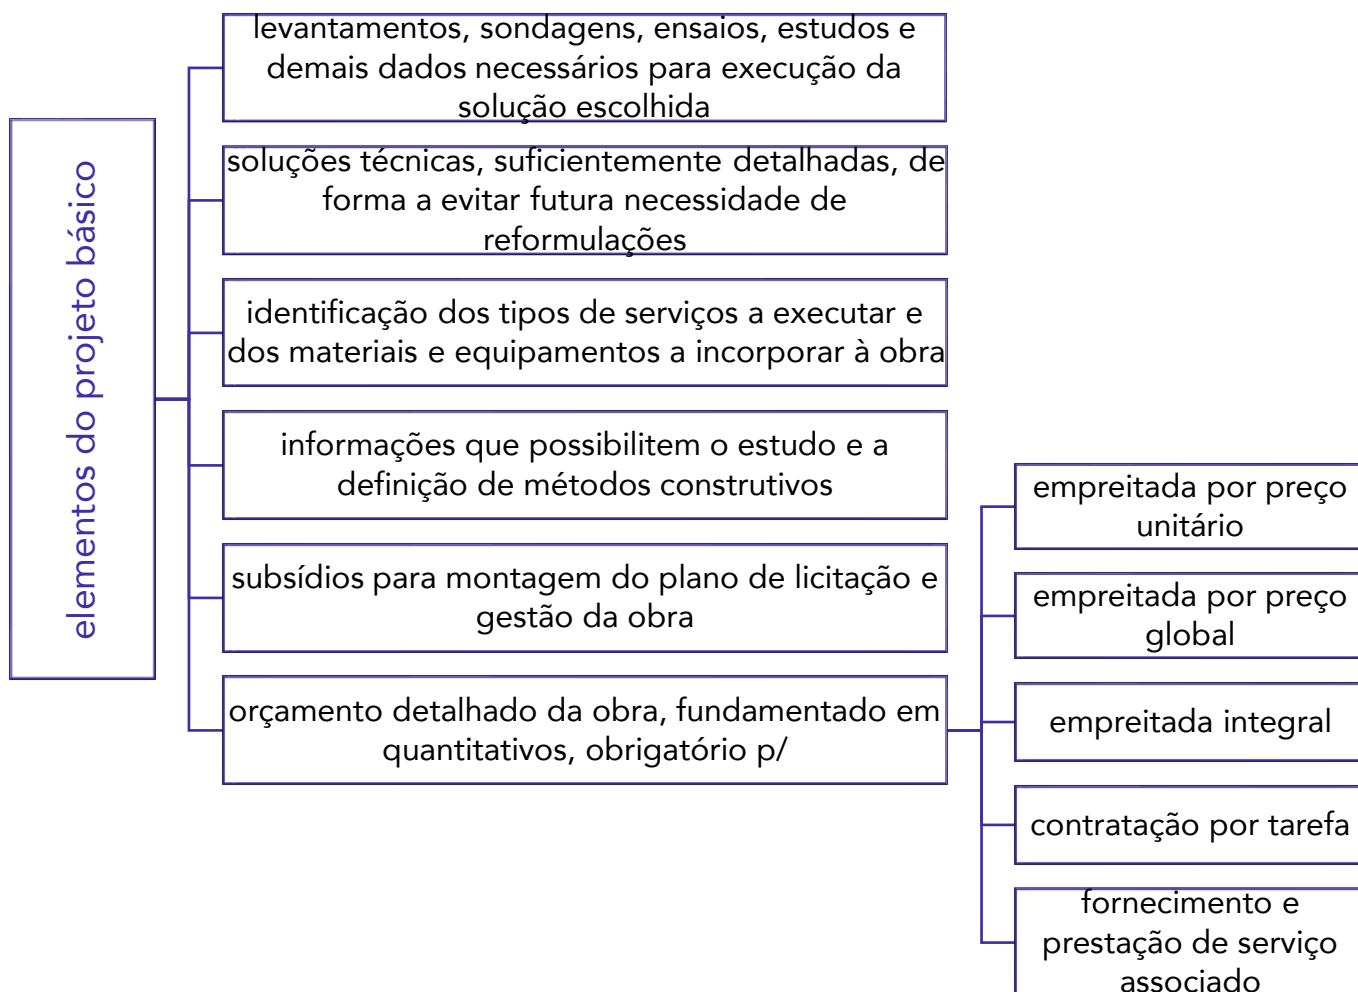 elementos do projeto básico
levantamentos, sondagens, ensaios, estudos e
demais dados necessários para execução da
solução escolhida
soluções técnicas, suficientemente detalhadas, de
forma a evitar futura necessidade de
reformulações
identificação dos tipos de serviços a executar e
dos materiais e equipamentos a incorporar à obra
informações que possibilitem o estudo e a
definição de métodos construtivos
subsídios para montagem do plano de licitação e
gestão da obra
orçamento detalhado da obra, fundamentado em
quantitativos, obrigatório p/
empreitada por preço
unitário
empreitada por preço
global
empreitada integral
contratação por tarefa
fornecimento e
prestação de serviço
associado